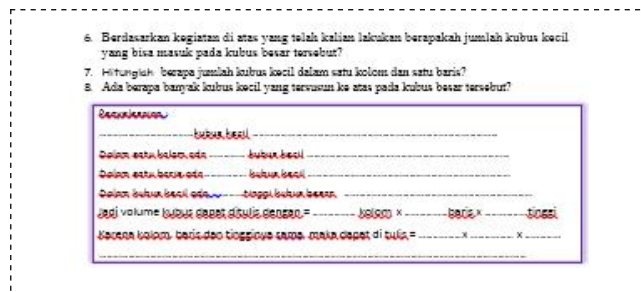 6. Berdasarkan kegiatan di atas yang telah kalian lakukan berapakah jumlah kubus kecil
yang bisa masuk pada kubus besar tersebut?
7. Hitunglah berapa jumlah kubus kecil dalam satu kolom dan satu baris?
8. Ada berapa banyak kubus kecil yang tersusun ke atas pada kubus besar tersebut?
Penyelesaian
.................... kubus kecil ....................
Dalam satu kolom ada ............ kubus kecil ....................
Dalam satu baris ada ............ kubus kecil ....................
Dalam kubus kecil ada ...... tinggi kubus besar ....................
Jadi volume kubus dapat ditulis dengan = ............ kolom x ............ baris x ............ tinggi
Karena kolom, baris dan tingginya sama, maka dapat di tulis = ............ x ............ x ............